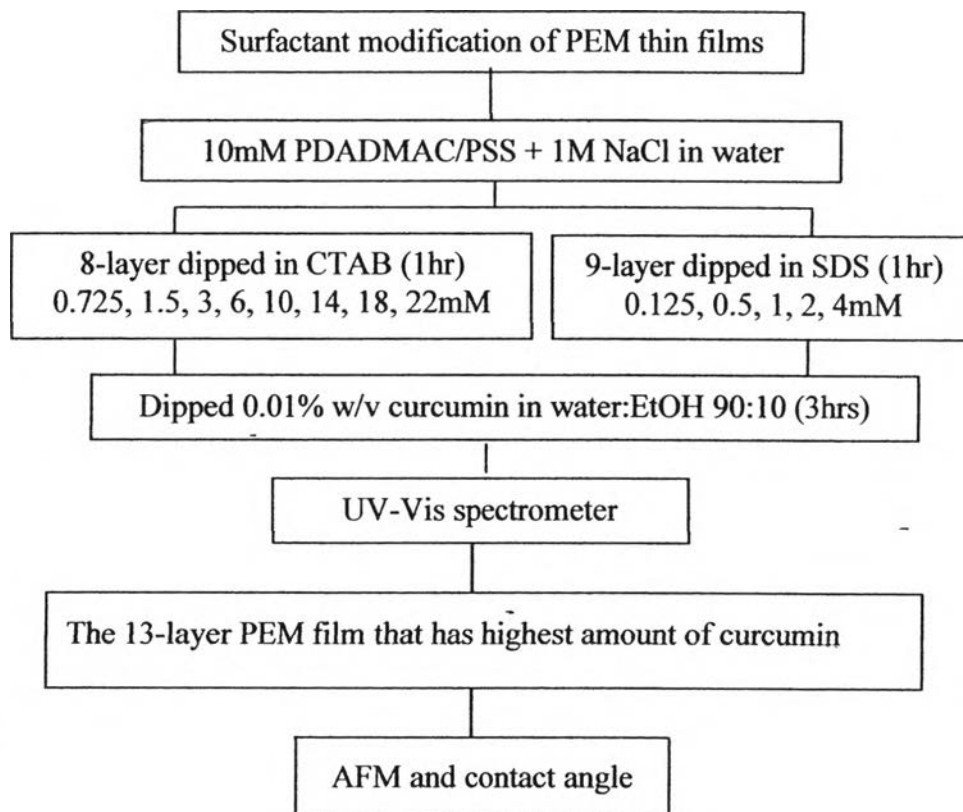 Surfactant modification of PEM thin films
10mM PDADMAC/PSS + 1M NaCl in water
8-layer dipped in CTAB (1hr)
0.725, 1.5, 3, 6, 10, 14, 18, 22mM
9-layer dipped in SDS (1hr)
0.125, 0.5, 1, 2, 4mM
Dipped 0.01% w/v curcumin in water:EtOH 90:10 (3hrs)
UV-Vis spectrometer
The 13-layer PEM film that has highest amount of curcumin
AFM and contact angle